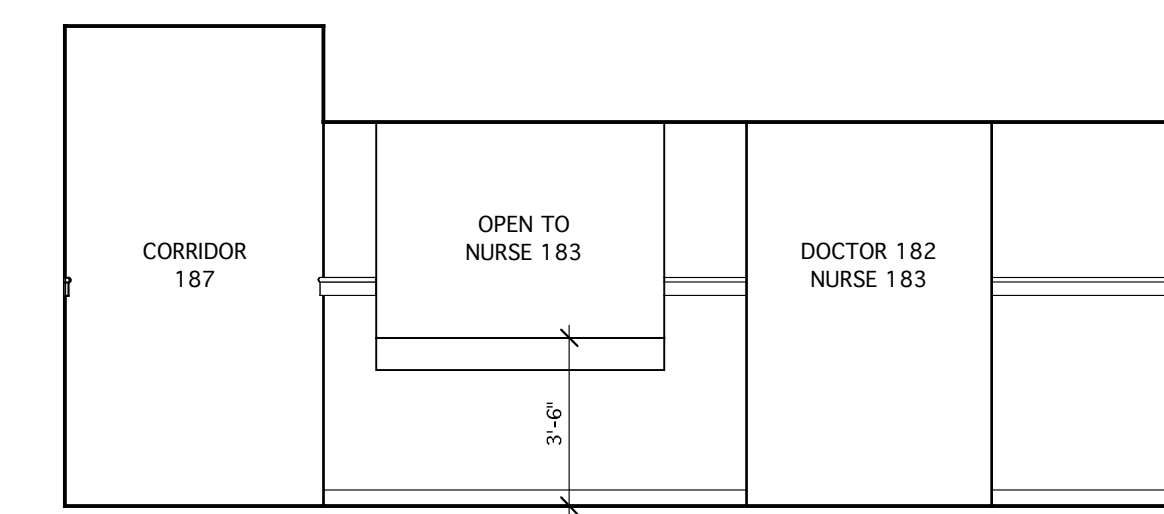 CORRIDOR
187
OPEN TO
NURSE 183
DOCTOR 182
NURSE 183
3'-6"